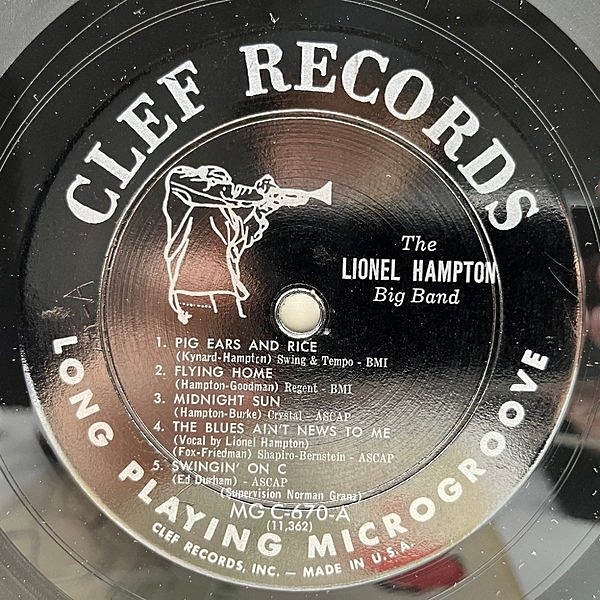 CLEF RECORDS
The
LIONEL HAMPTON
Big Band
1. PIG EARS AND RICE
(Kynard-Hampton) Swing & Tempo - BMI
2. FLYING HOME
(Hampton-Goodman) Regent - BMI
3. MIDNIGHT SUN
(Hampton-Burke) Crystal - ASCAP
4. THE BLUES AIN'T NEWS TO ME
(Vocal by Lionel Hampton)
(Fox-Friedman) Shapiro-Bernstein - ASCAP
5. SWINGIN' ON C
(Ed Durham) - ASCAP
(Supervision Norman Granz)
MG C-670-A
(11,362)
LONG PLAYING MICROGROOVE
CLEF RECORDS, INC. — MADE IN U.S.A.